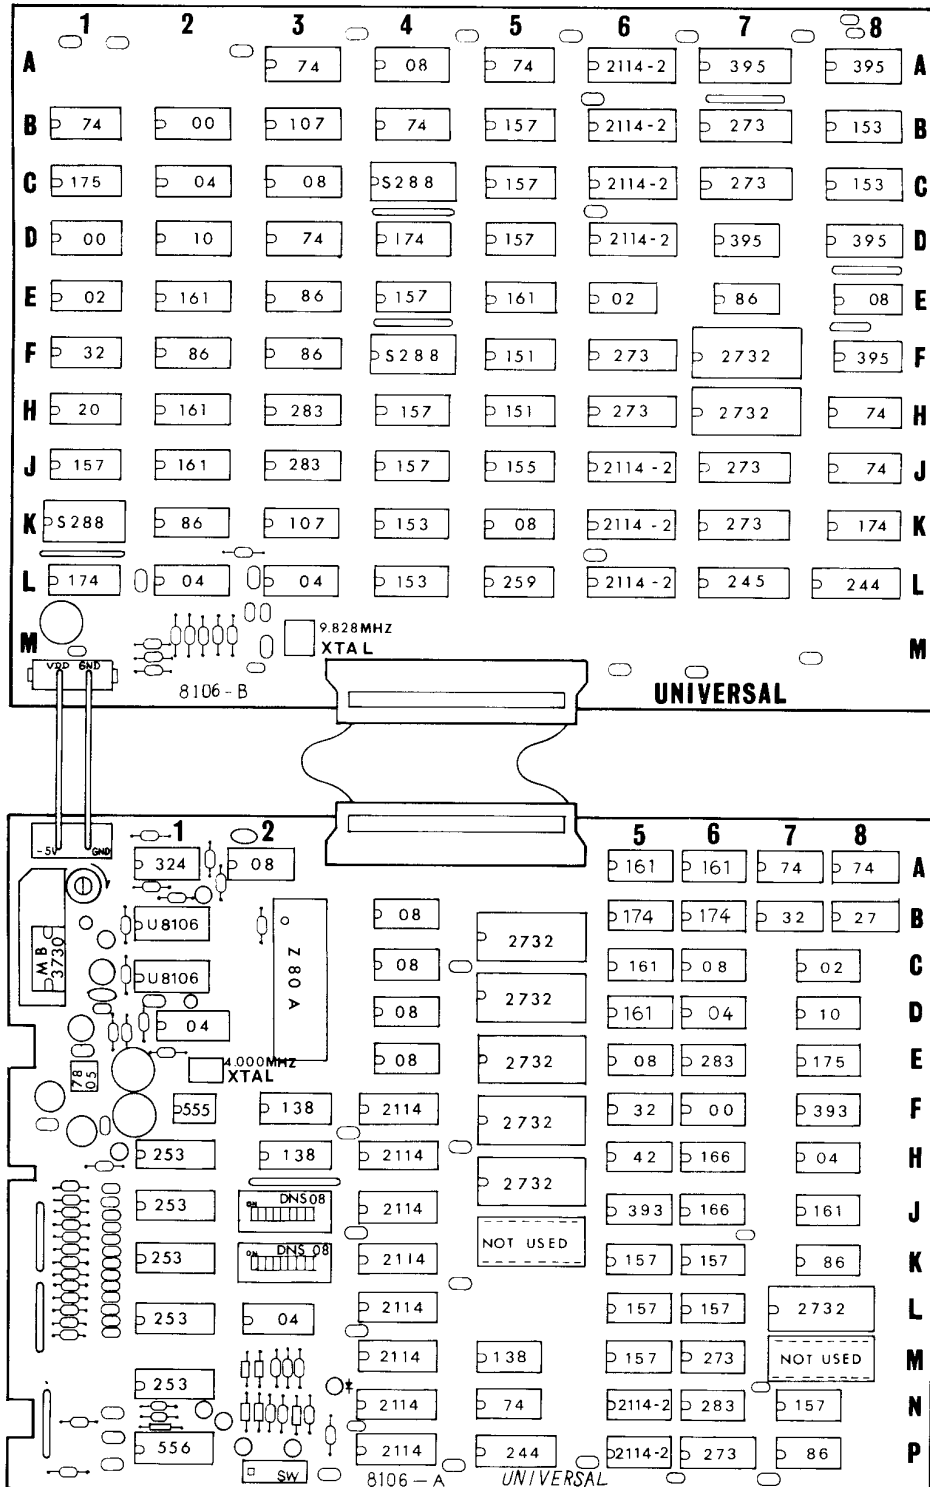 1 2 3 4 5 6 7 8
A 74 08 74 2114-2 395 395 A
B 74 00 107 74 157 2114-2 273 153 B
C 175 04 08 S288 157 2114-2 273 153 C
D 00 10 74 174 157 2114-2 395 395 D
E 02 161 86 157 161 02 86 08 E
F 32 86 86 S288 151 273 2732 395 F
H 20 161 283 157 151 273 2732 74 H
J 157 161 283 157 155 2114-2 273 74 J
K S288 86 107 153 08 2114-2 273 174 K
L 174 04 04 153 259 2114-2 245 244 L
M 9.828MHZ M
XTAL
VDD GND
8106-B UNIVERSAL
1 2 5 6 7 8
-5V GND
324 08 161 161 74 74 A
U8106 08 2732 174 174 32 27 B
MB 3730 U8106 Z80A 08 2732 161 08 02 C
04 08 161 04 10 D
78 05 4.000MHZ 08 2732 08 283 175 E
XTAL
555 138 2114 2732 32 00 393 F
253 138 2114 2732 42 166 04 H
253 ON DNS08 2114 393 166 161 J
253 ON DNS 08 2114 NOT USED 157 157 86 K
253 04 2114 157 157 2732 L
253 2114 138 157 273 NOT USED M
2114 74 2114-2 283 157 N
556 2114 244 2114-2 273 86 P
SW 8106-A UNIVERSAL